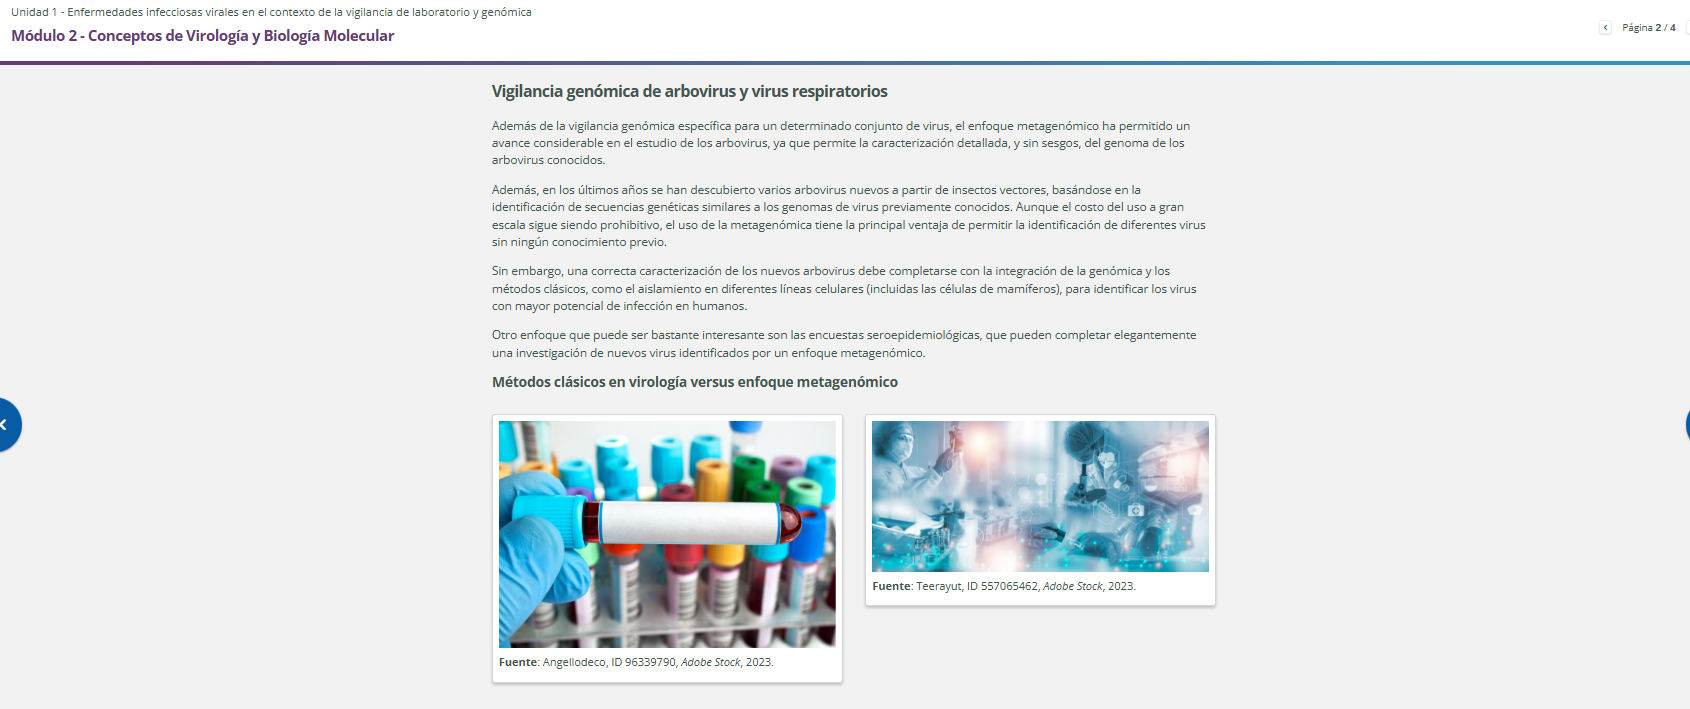 Unidad 1 - Enfermedades infecciosas virales en el contexto de la vigilancia de laboratorio y genómica
Módulo 2 - Conceptos de Virología y Biología Molecular
Página 2 / 4
Vigilancia genómica de arbovirus y virus respiratorios
Además de la vigilancia genómica específica para un determinado conjunto de virus, el enfoque metagenómico ha permitido un
avance considerable en el estudio de los arbovirus, ya que permite la caracterización detallada, y sin sesgos, del genoma de los
arbovirus conocidos.
Además, en los últimos años se han descubierto varios arbovirus nuevos a partir de insectos vectores, basándose en la
identificación de secuencias genéticas similares a los genomas de virus previamente conocidos. Aunque el costo del uso a gran
escala sigue siendo prohibitivo, el uso de la metagenómica tiene la principal ventaja de permitir la identificación de diferentes virus
sin ningún conocimiento previo.
Sin embargo, una correcta caracterización de los nuevos arbovirus debe completarse con la integración de la genómica y los
métodos clásicos, como el aislamiento en diferentes líneas celulares (incluidas las células de mamíferos), para identificar los virus
con mayor potencial de infección en humanos.
Otro enfoque que puede ser bastante interesante son las encuestas seroepidemiológicas, que pueden completar elegantemente
una investigación de nuevos virus identificados por un enfoque metagenómico.
Métodos clásicos en virología versus enfoque metagenómico
Fuente: Angellodeco, ID 96339790, Adobe Stock, 2023.
Fuente: Teerayut, ID 557065462, Adobe Stock, 2023.